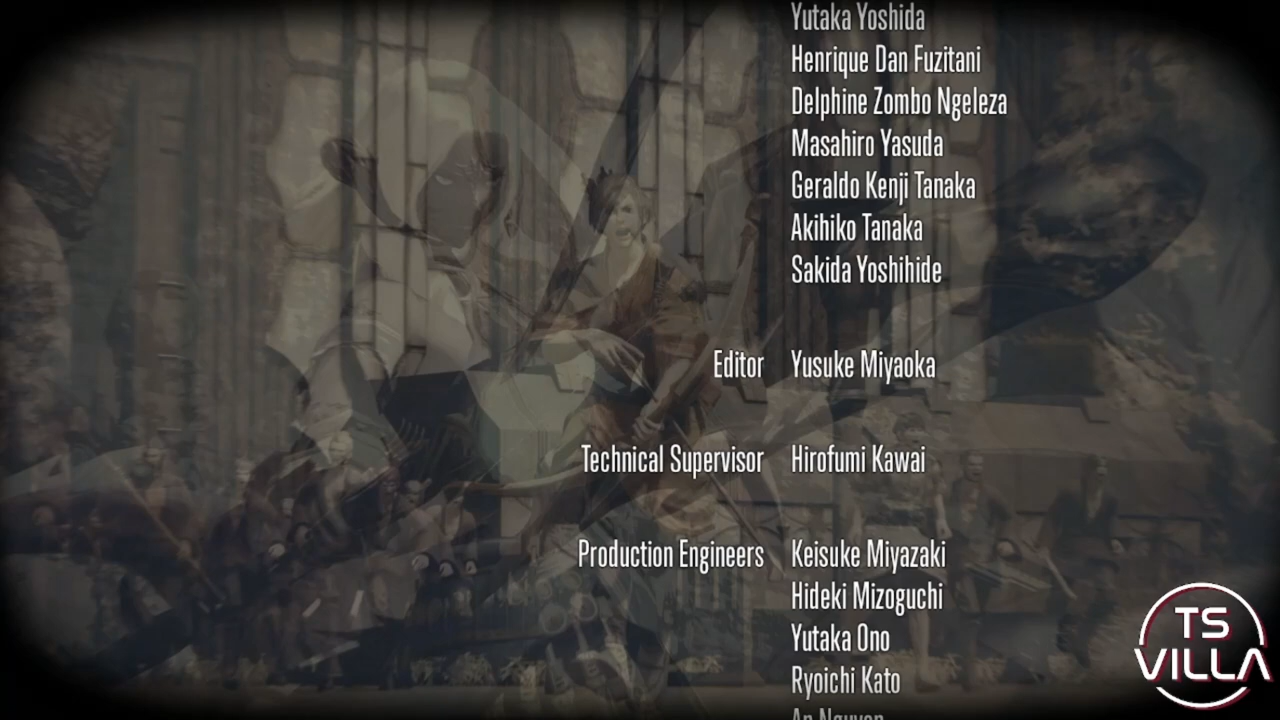 Yutaka Yoshida
Henrique Dan Fuzitani
Delphine Zombo Ngeleza
Masahiro Yasuda
Geraldo Kenji Tanaka
Akihiko Tanaka
Sakida Yoshihide
Editor Yusuke Miyaoka
Technical Supervisor Hirofumi Kawai
Production Engineers Keisuke Miyazaki
Hideki Mizoguchi
Yutaka Ono
Ryoichi Kato
TS
VILLA